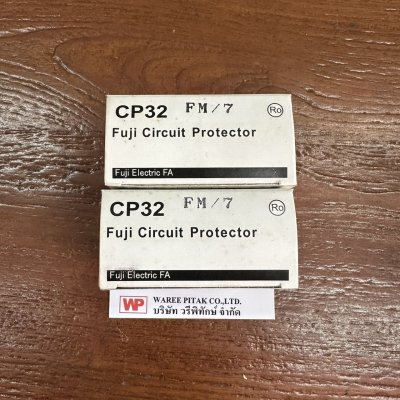 CP32 FM/7 Ro
Fuji Circuit Protector
Fuji Electric FA
CP32 FM/7 Ro
Fuji Circuit Protector
Fuji Electric FA
WP WAREE PITAK CO.,LTD.
บริษัท วรีพิทักษ์ จำกัด